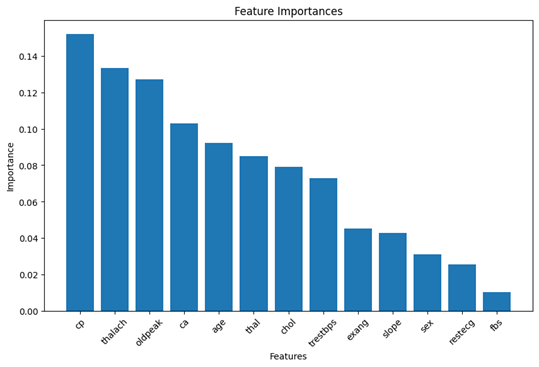 Feature Importances
Importance
0.14
0.12
0.10
0.08
0.06
0.04
0.02
0.00
cp
thalach
oldpeak
ca
age
thal
chol
trestbps
exang
slope
sex
restecg
fbs
Features